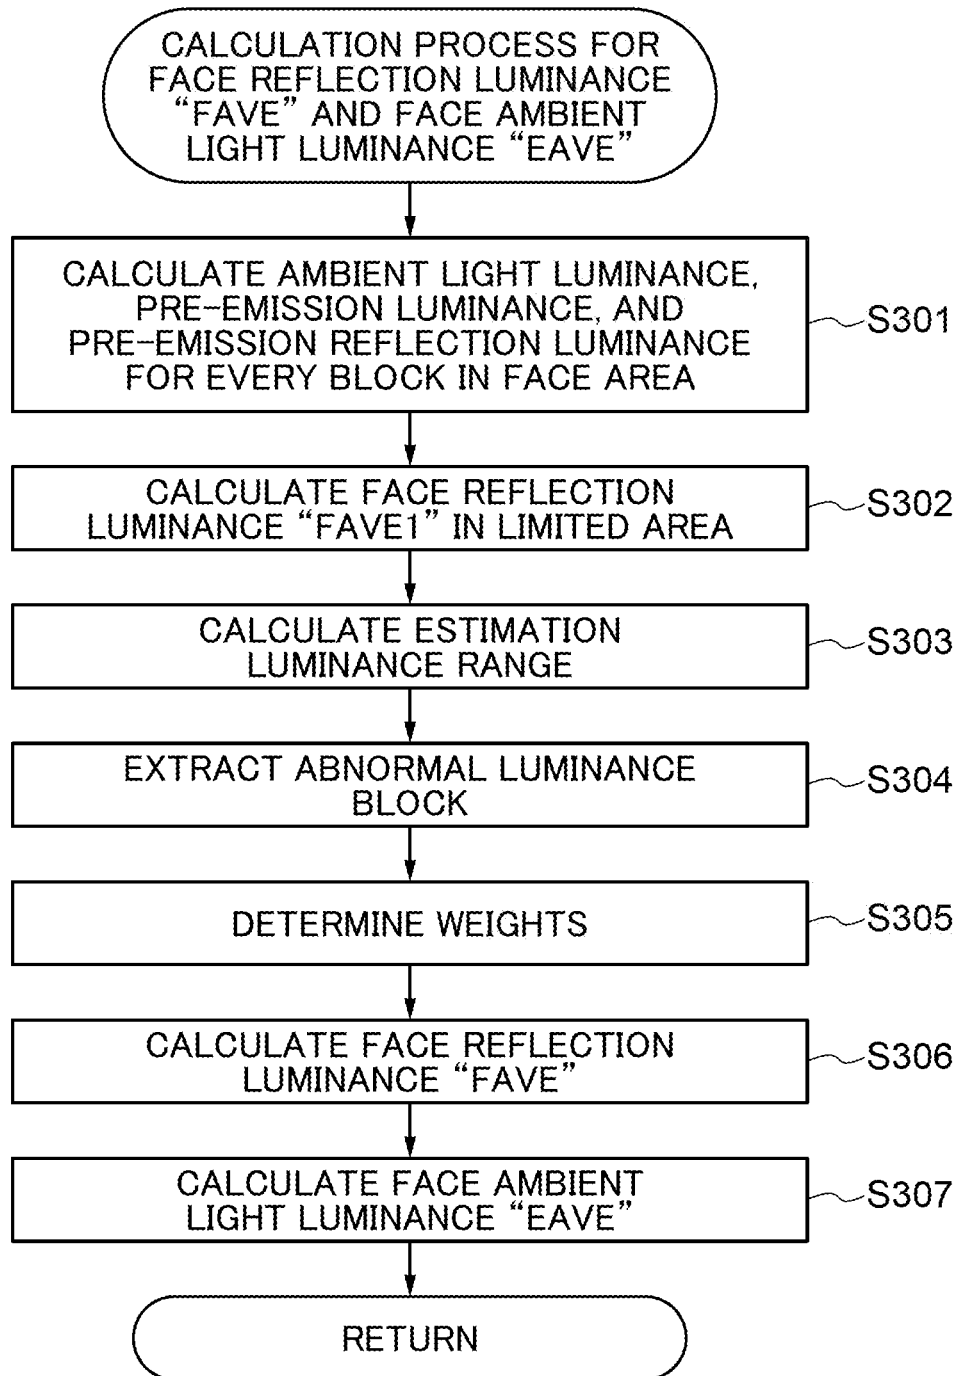 CALCULATION PROCESS FOR
FACE REFLECTION LUMINANCE
“FAVE” AND FACE AMBIENT
LIGHT LUMINANCE “EAVE”
CALCULATE AMBIENT LIGHT LUMINANCE,
PRE-EMISSION LUMINANCE, AND
PRE-EMISSION REFLECTION LUMINANCE
FOR EVERY BLOCK IN FACE AREA
S301
CALCULATE FACE REFLECTION
LUMINANCE “FAVE1” IN LIMITED AREA
S302
CALCULATE ESTIMATION
LUMINANCE RANGE
S303
EXTRACT ABNORMAL LUMINANCE
BLOCK
S304
DETERMINE WEIGHTS
S305
CALCULATE FACE REFLECTION
LUMINANCE “FAVE”
S306
CALCULATE FACE AMBIENT
LIGHT LUMINANCE “EAVE”
S307
RETURN